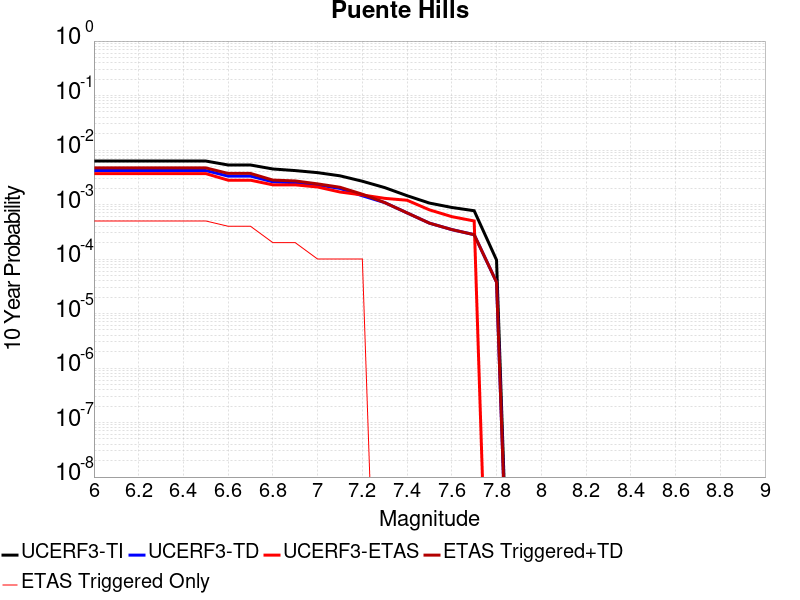 Puente Hills
10^0
10^-1
10^-2
10^-3
10^-4
10^-5
10^-6
10^-7
10^-8
10 Year Probability
6 6.2 6.4 6.6 6.8 7 7.2 7.4 7.6 7.8 8 8.2 8.4 8.6 8.8 9
Magnitude
UCERF3-TI UCERF3-TD UCERF3-ETAS ETAS Triggered+TD
ETAS Triggered Only